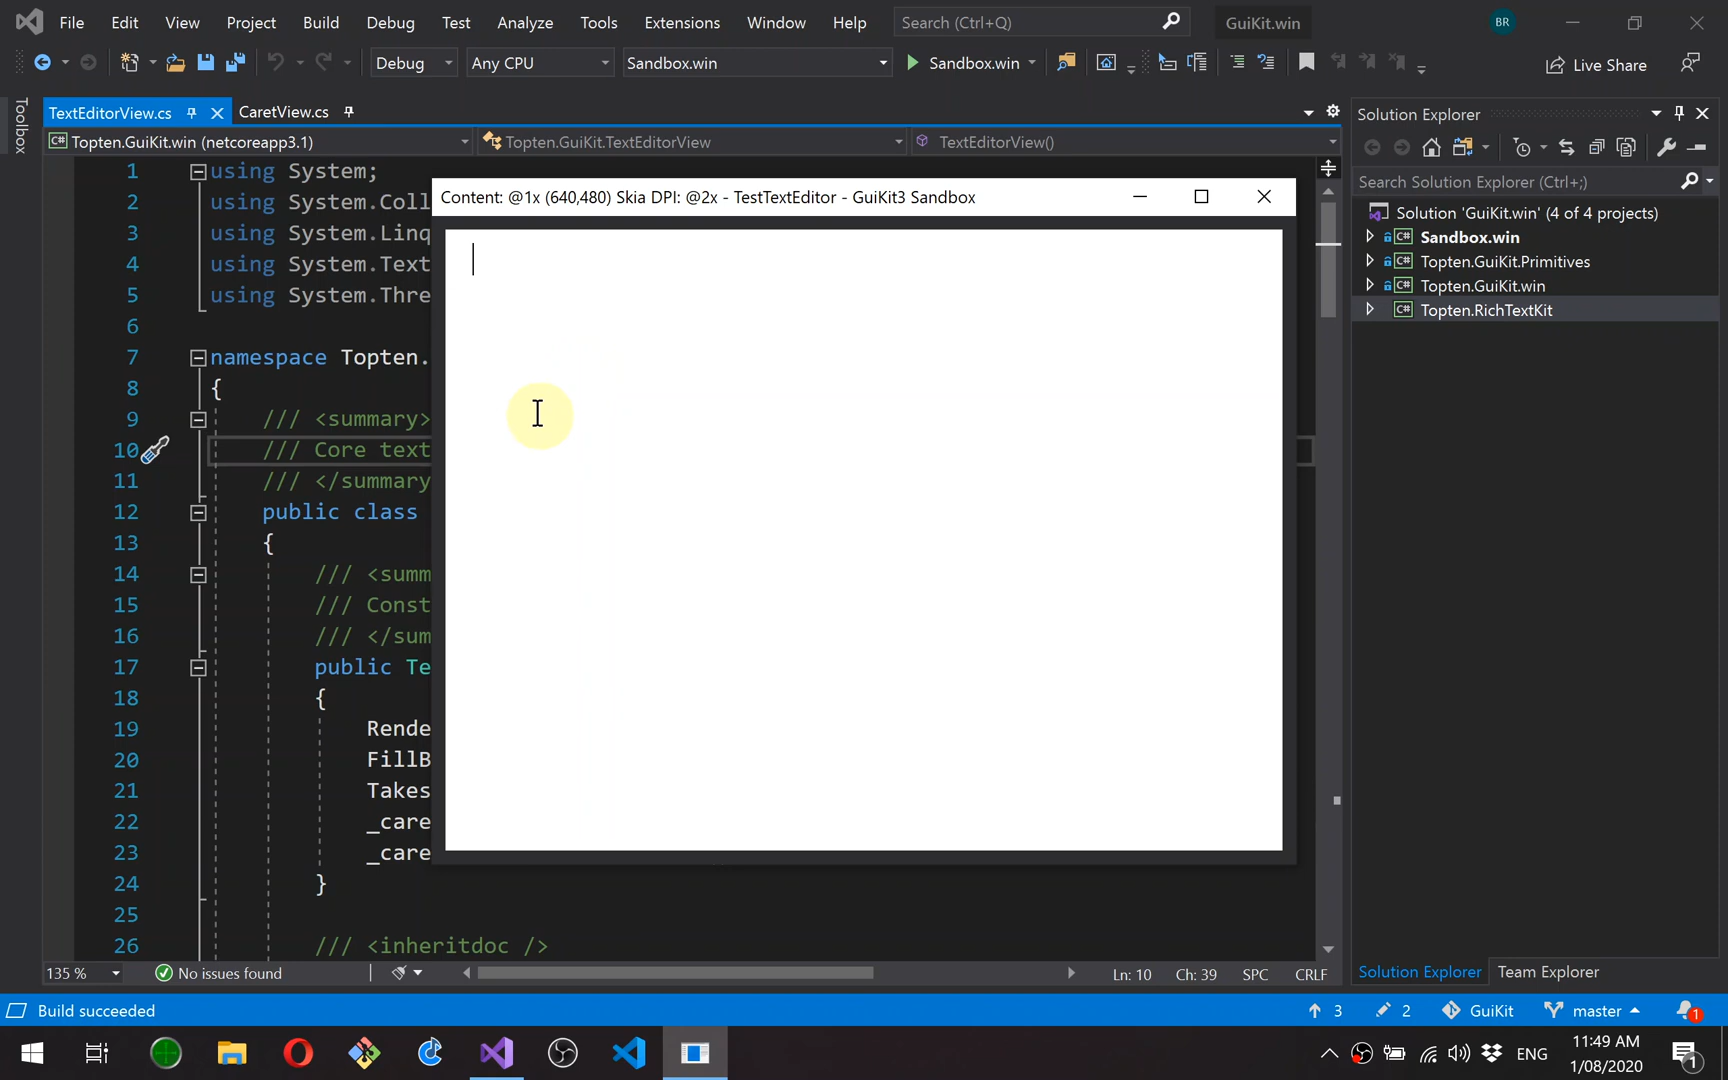 File Edit View Project Build Debug Test Analyze Tools Extensions Window Help Search (Ctrl+Q) GuiKit.win BR
Debug Any CPU Sandbox.win Sandbox.win Live Share
Toolbox
TextEditorView.cs CaretView.cs
Topten.GuiKit.win (netcoreapp3.1) Topten.GuiKit.TextEditorView TextEditorView()
1 using System;
2 using System.Coll
3 using System.Linq
4 using System.Text
5 using System.Thre
6
7 namespace Topten.
8 {
9 /// <summary>
10 /// Core text
11 /// </summary
12 public class
13 {
14 /// <summ
15 /// Const
16 /// </sum
17 public Te
18 {
19 Rende
20 FillB
21 Takes
22 _care
23 _care
24 }
25
26 /// <inheritdoc />
Content: @1x (640,480) Skia DPI: @2x - TestTextEditor - GuiKit3 Sandbox
Solution Explorer
Search Solution Explorer (Ctrl+;)
Solution 'GuiKit.win' (4 of 4 projects)
C# Sandbox.win
C# Topten.GuiKit.Primitives
C# Topten.GuiKit.win
C# Topten.RichTextKit
135 % No issues found Ln: 10 Ch: 39 SPC CRLF
Solution Explorer Team Explorer
Build succeeded 3 2 GuiKit master 1
ENG 11:49 AM
1/08/2020 1